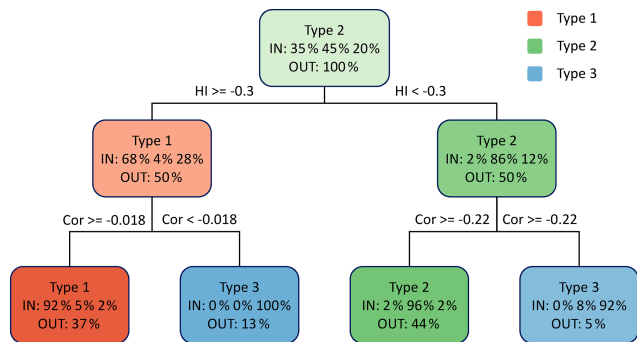 Type 2
IN: 35% 45% 20%
OUT: 100%
Type 1
Type 2
Type 3
HI >= -0.3
HI < -0.3
Type 1
IN: 68% 4% 28%
OUT: 50%
Type 2
IN: 2% 86% 12%
OUT: 50%
Cor >= -0.018
Cor < -0.018
Cor >= -0.22
Cor >= -0.22
Type 1
IN: 92% 5% 2%
OUT: 37%
Type 3
IN: 0% 0% 100%
OUT: 13%
Type 2
IN: 2% 96% 2%
OUT: 44%
Type 3
IN: 0% 8% 92%
OUT: 5%